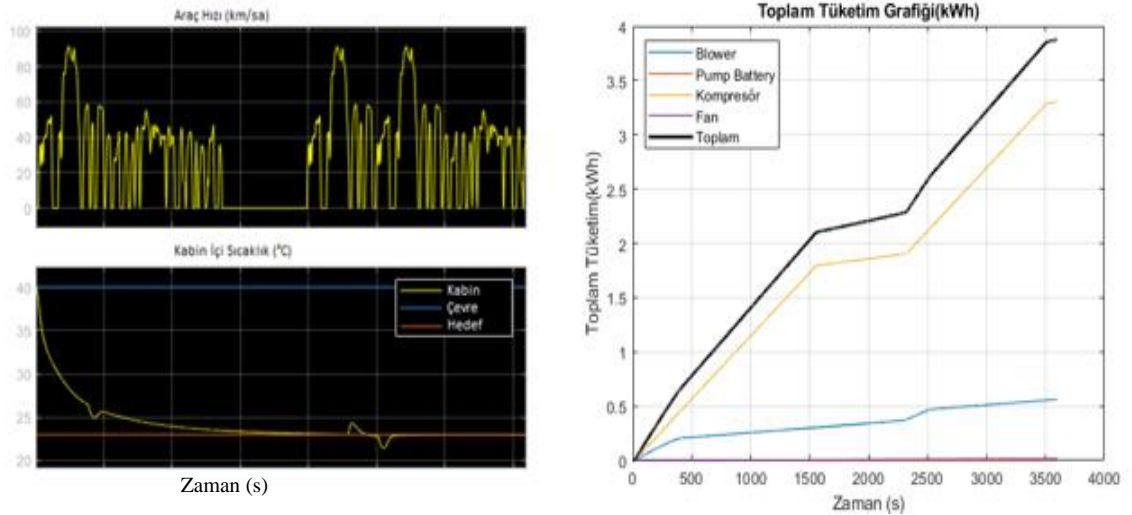 Araç Hızı (km/sa)
100
80
60
40
20
0
Kabin İçi Sıcaklık (°C)
40
35
30
25
20
Kabin
Çevre
Hedef
Zaman (s)
Toplam Tüketim Grafiği(kWh)
Toplam Tüketim(kWh)
4
3.5
3
2.5
2
1.5
1
0.5
0
Blower
Pump Battery
Kompresör
Fan
Toplam
0 500 1000 1500 2000 2500 3000 3500 4000
Zaman (s)